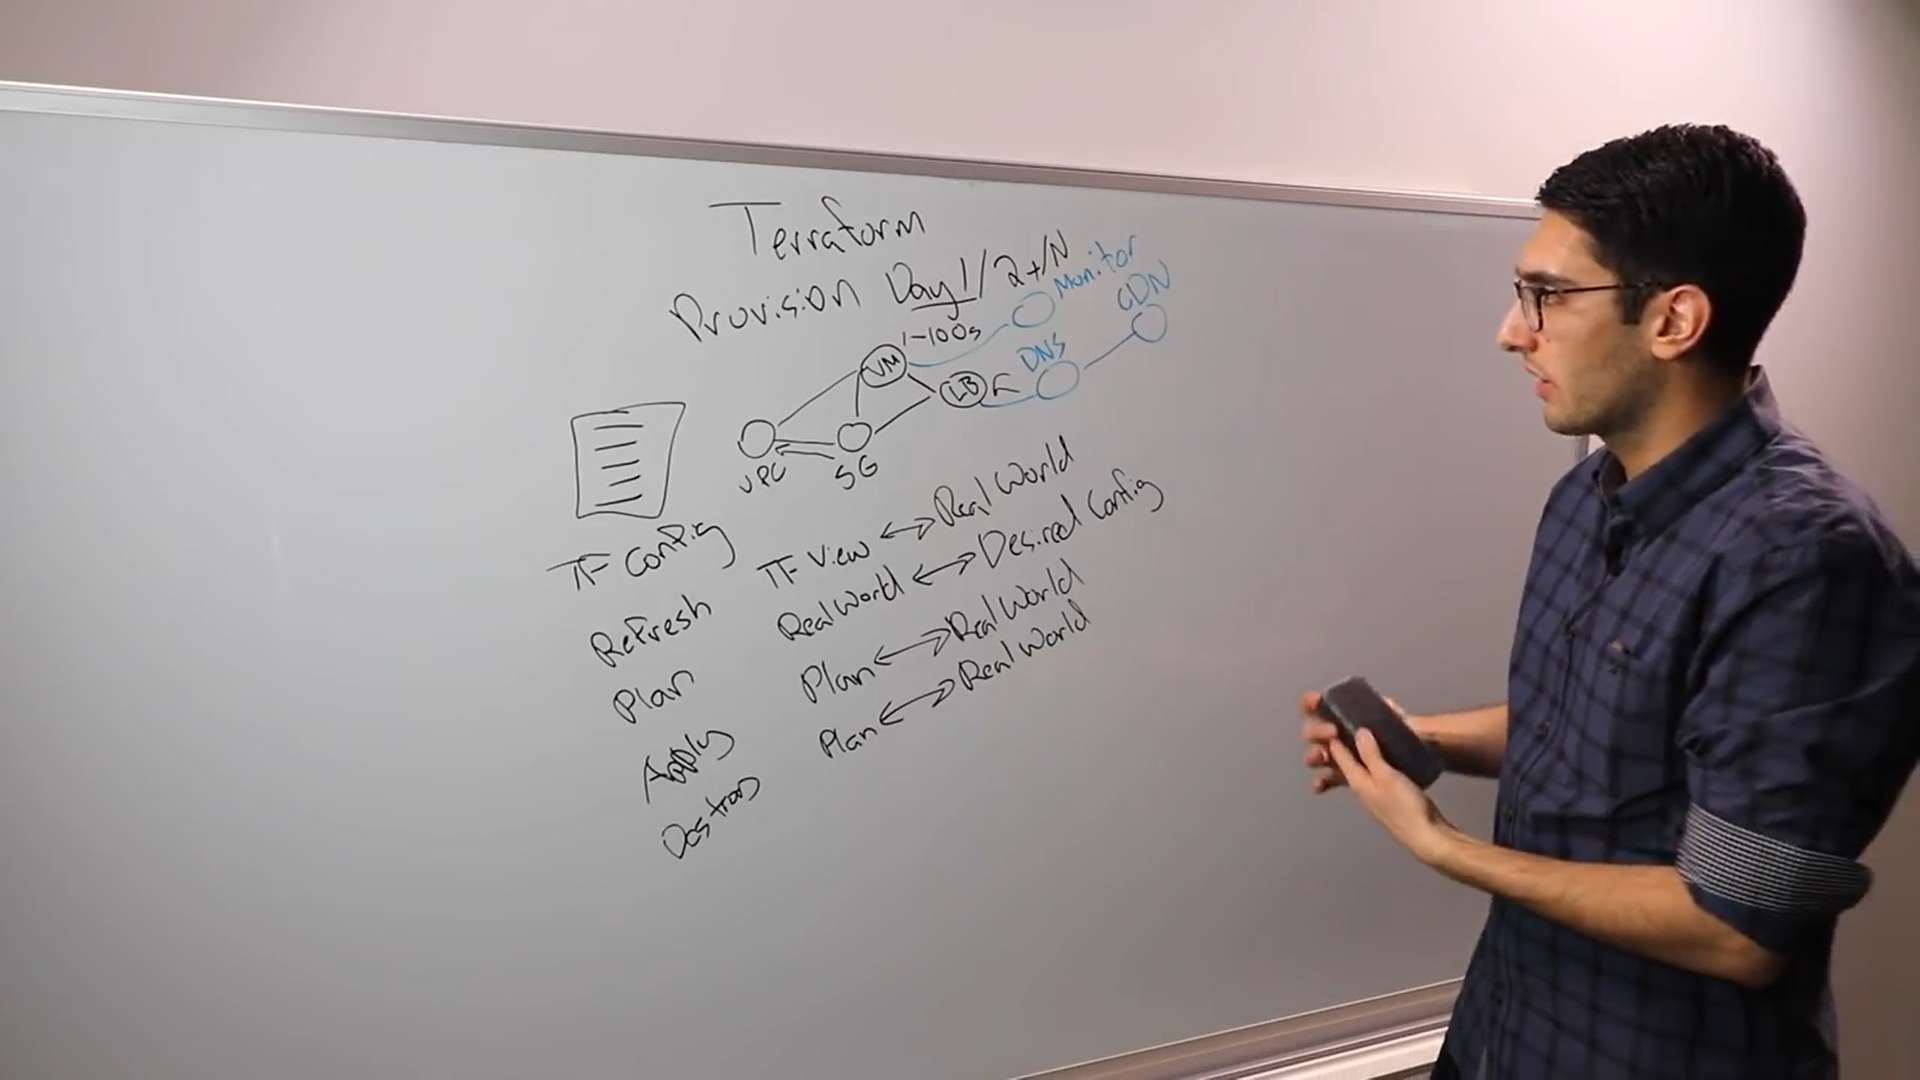 Terraform
Provision Day 1/2+/N
Monitor
CDN
1-100s
VM
DNS
LB
VPC
SG
TF Config
TF View ↔ Real World
Refresh
Real World ↔ Desired Config
Plan
Plan ↔ Real World
Apply
Plan ↔ Real World
Destroy